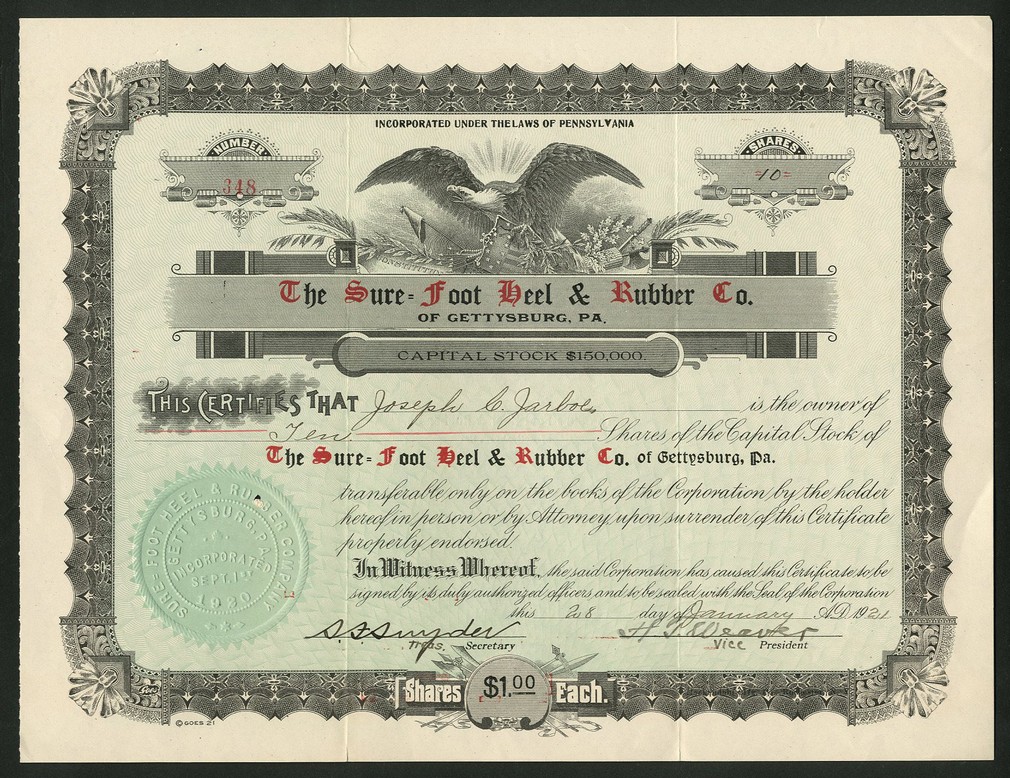 INCORPORATED UNDER THE LAWS OF PENNSYLVANIA
NUMBER
348
SHARES
=10=
The Sure=Foot Heel & Rubber Co.
OF GETTYSBURG, PA.
CAPITAL STOCK $150,000.
THIS CERTIFIES THAT Joseph C. Jarboe is the owner of
Ten Shares of the Capital Stock of
The Sure=Foot Heel & Rubber Co. of Gettysburg, Pa.
transferable only on the books of the Corporation by the holder
hereof in person or by Attorney upon surrender of this Certificate
properly endorsed.
In Witness Whereof, the said Corporation has caused this Certificate to be
signed by its duly authorized officers and to be sealed with the Seal of the Corporation
this 28 day of January A.D. 1921
S F Snyder
Treas. Secretary
Weaver
Vice President
SURE-FOOT HEEL & RUBBER COMPANY
GETTYSBURG, PA.
INCORPORATED
SEPT. 1st
1920
Shares $1.00 Each.
© GOES 21